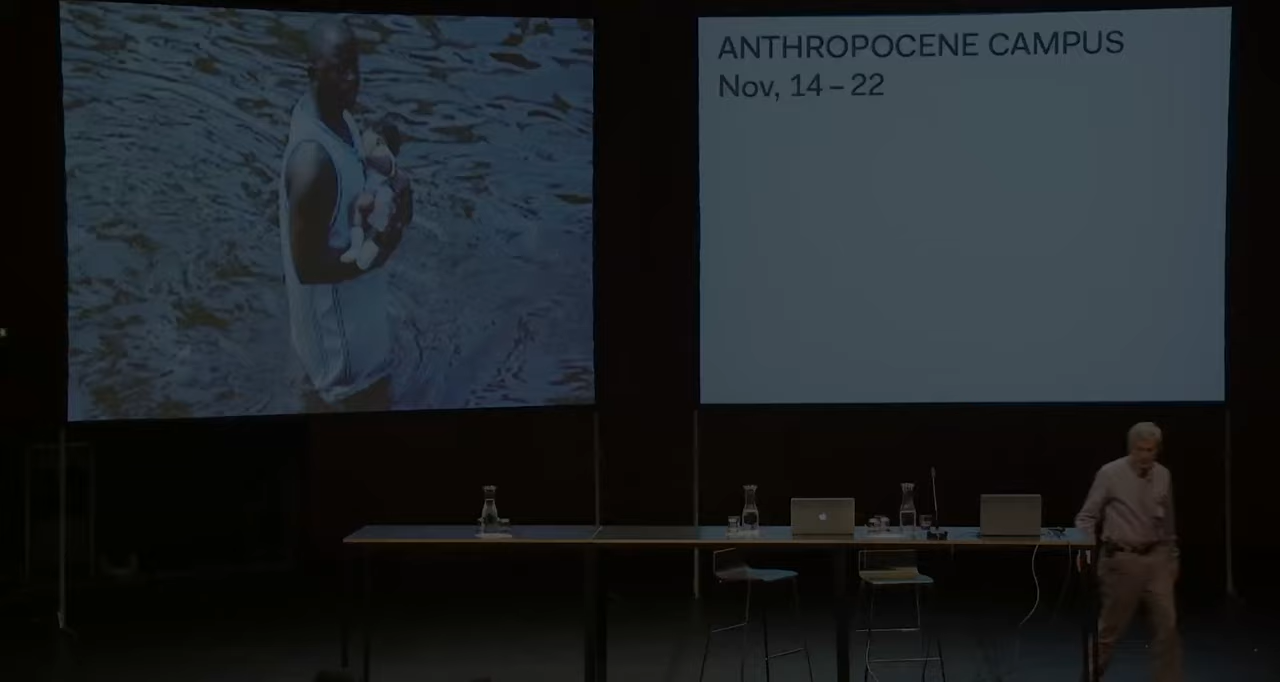 ANTHROPOCENE CAMPUS
Nov, 14 – 22